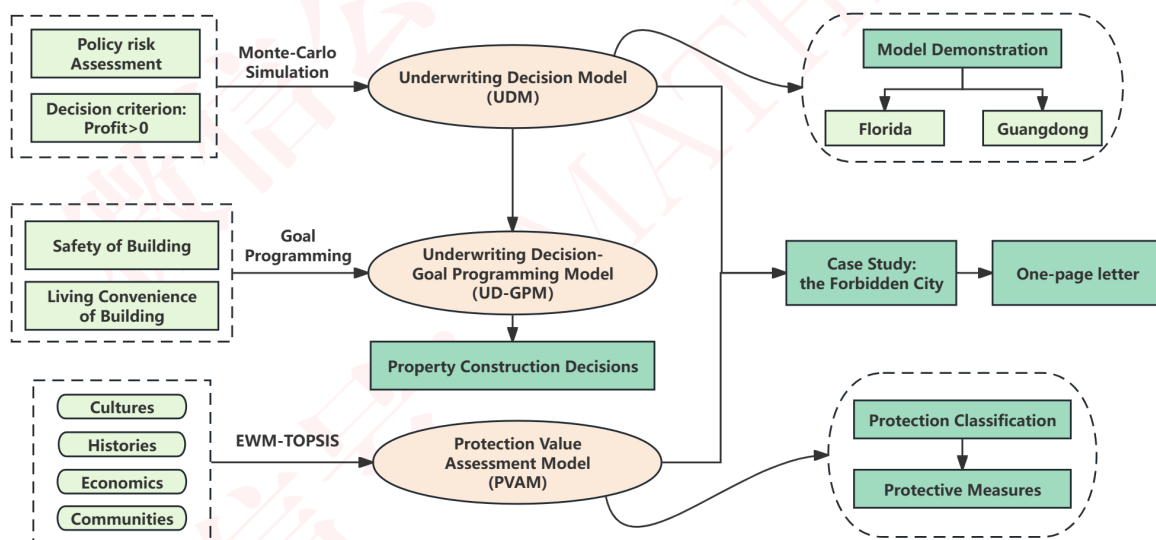 Policy risk
Assessment
Decision criterion:
Profit>0
Monte-Carlo
Simulation
Underwriting Decision Model
(UDM)
Model Demonstration
Florida
Guangdong
Safety of Building
Living Convenience
of Building
Goal
Programming
Underwriting Decision-
Goal Programming Model
(UD-GPM)
Property Construction Decisions
Case Study:
the Forbidden City
One-page letter
Cultures
Histories
Economics
Communities
EWM-TOPSIS
Protection Value
Assessment Model
(PVAM)
Protection Classification
Protective Measures
MATH